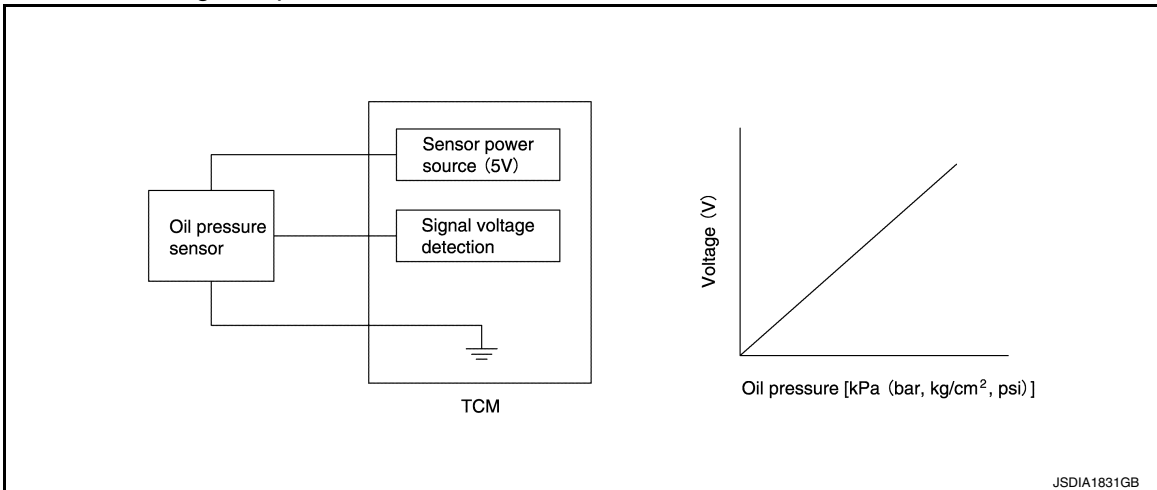 Sensor power
source (5V)
Oil pressure
sensor
Signal voltage
detection
TCM
Voltage (V)
Oil pressure [kPa (bar, kg/cm², psi)]
JSDIA1831GB